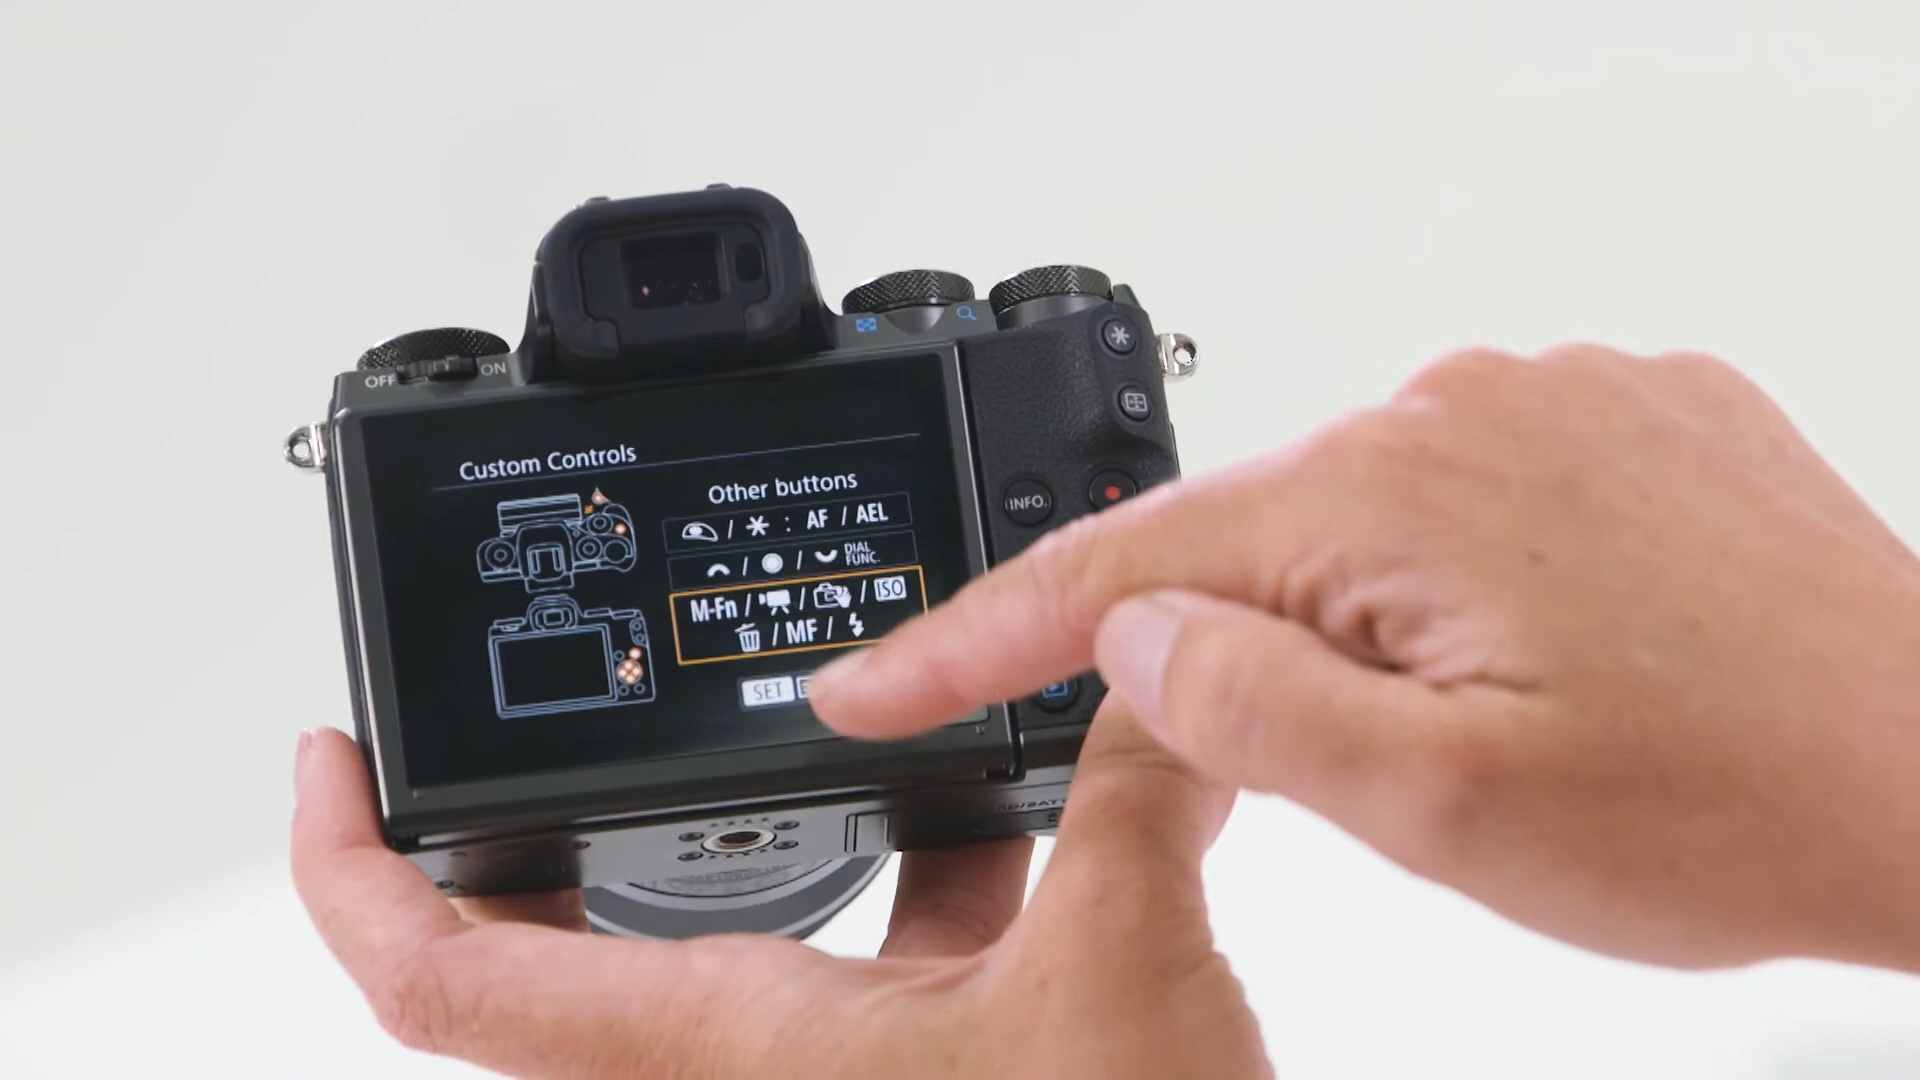 OFF ON
INFO.
Custom Controls
Other buttons
/ * : AF / AEL
/ / DIAL FUNC.
M-Fn / / / ISO
/ MF /
SET